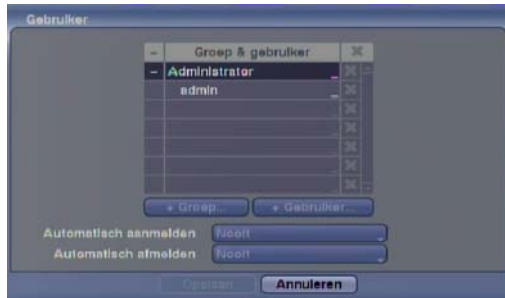 Gebruiker
– Groep & gebruiker
– Administrator
admin
+ Groep... + Gebruiker...
Automatisch aanmelden Nooit
Automatisch afmelden Nooit
Opslaan Annuleren